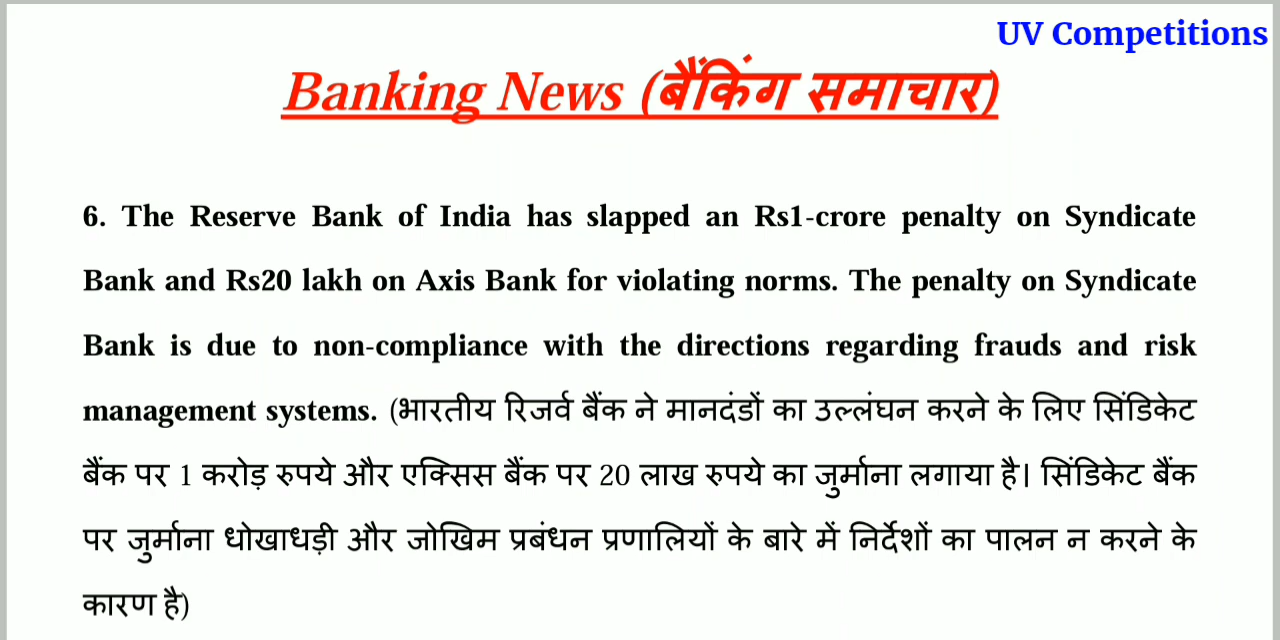 UV Competitions
Banking News (बैंकिंग समाचार)
6. The Reserve Bank of India has slapped an Rs1-crore penalty on Syndicate
Bank and Rs20 lakh on Axis Bank for violating norms. The penalty on Syndicate
Bank is due to non-compliance with the directions regarding frauds and risk
management systems. (भारतीय रिजर्व बैंक ने मानदंडों का उल्लंघन करने के लिए सिंडिकेट
बैंक पर 1 करोड़ रुपये और एक्सिस बैंक पर 20 लाख रुपये का जुर्माना लगाया है। सिंडिकेट बैंक
पर जुर्माना धोखाधड़ी और जोखिम प्रबंधन प्रणालियों के बारे में निर्देशों का पालन न करने के
कारण है)